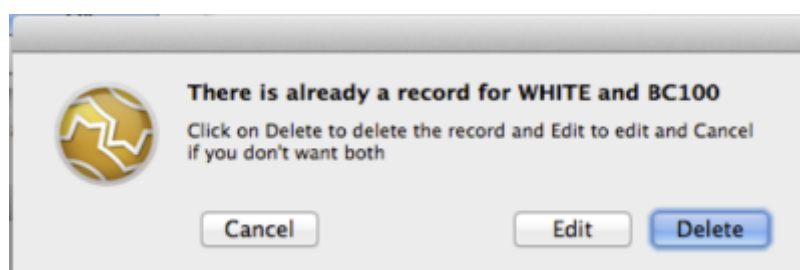 There is already a record for WHITE and BC100
Click on Delete to delete the record and Edit to edit and Cancel
if you don't want both
Cancel
Edit
Delete